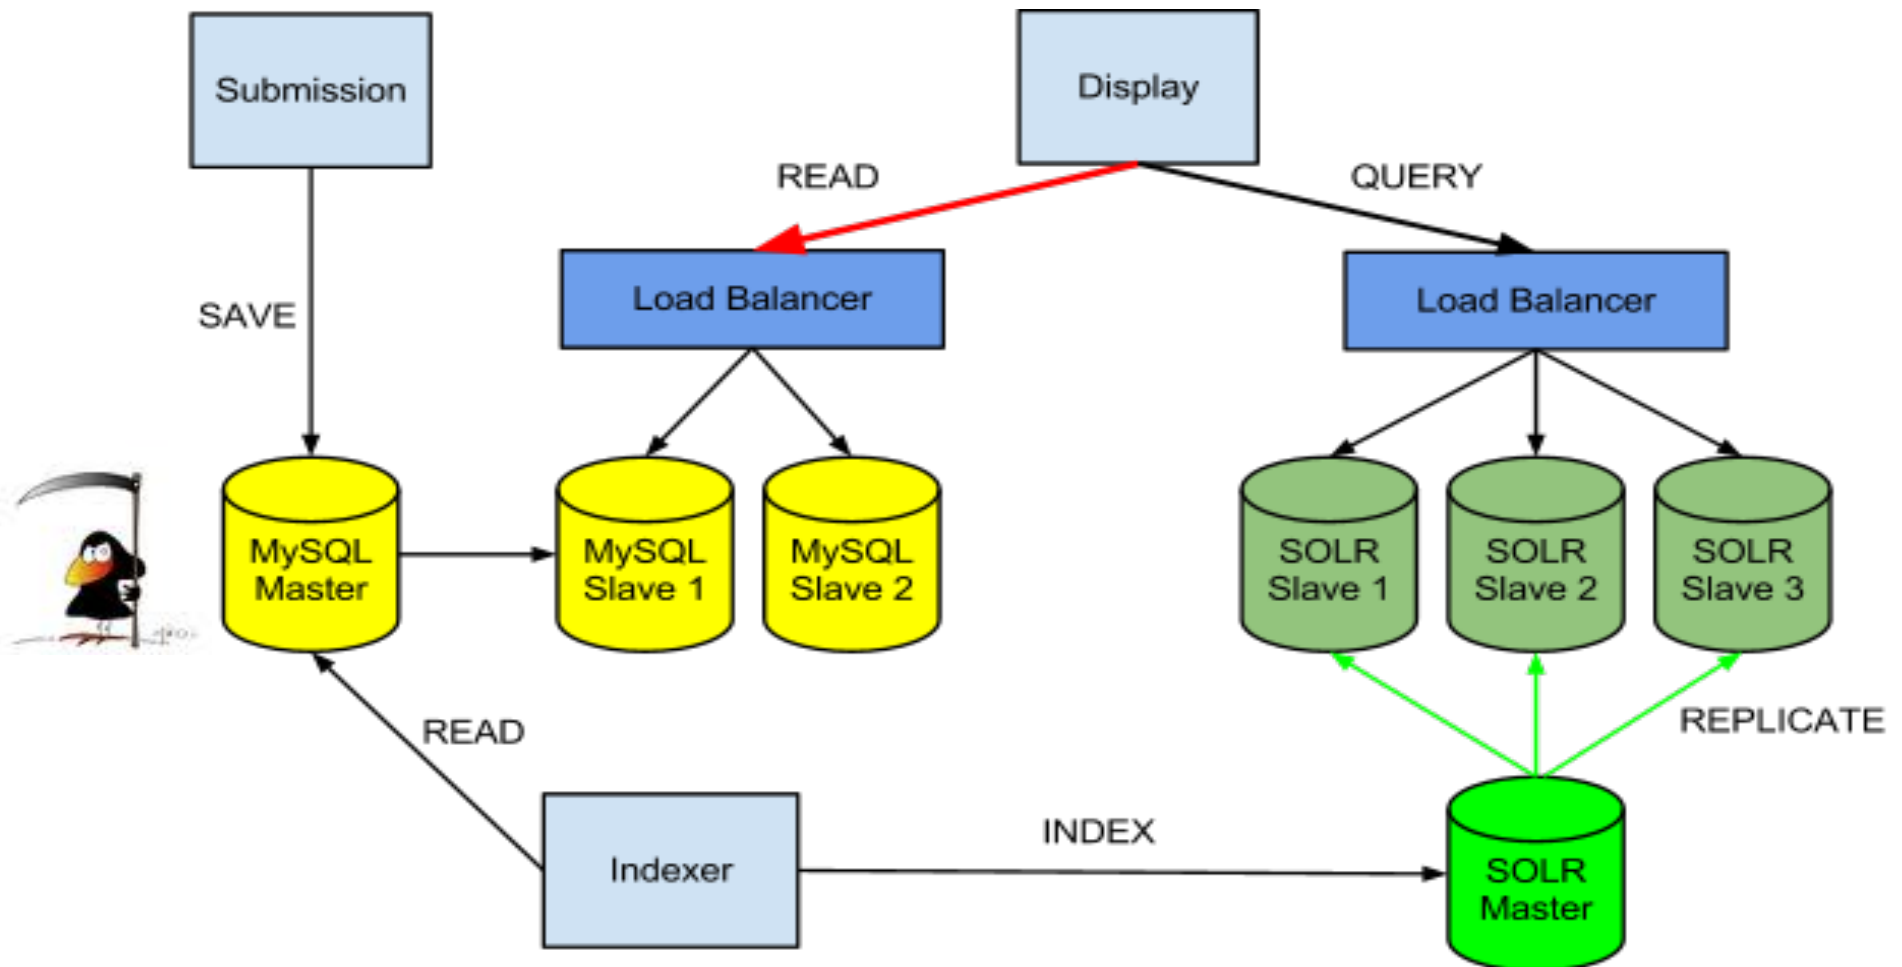 Submission
Display
READ
QUERY
Load Balancer
Load Balancer
SAVE
MySQL
Master
MySQL
Slave 1
MySQL
Slave 2
SOLR
Slave 1
SOLR
Slave 2
SOLR
Slave 3
READ
REPLICATE
Indexer
INDEX
SOLR
Master